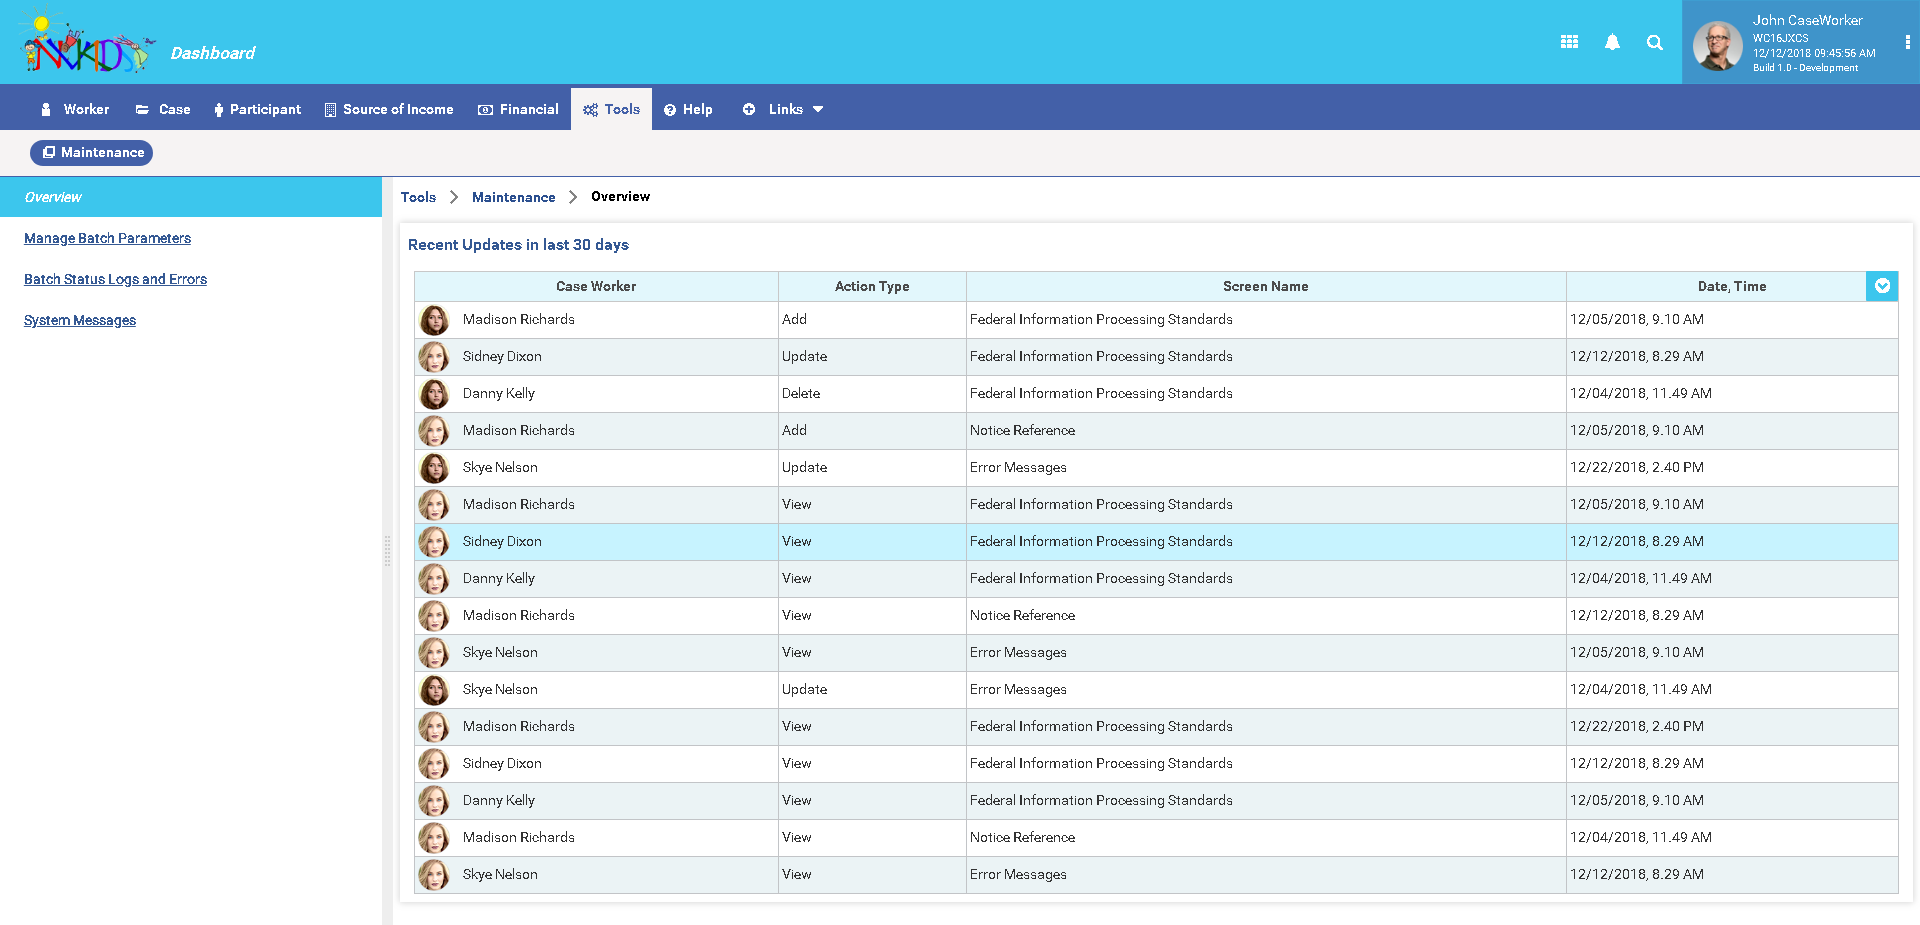 NCKIDS
Dashboard
John CaseWorker
WC16JXCS
12/12/2018 09:45:56 AM
Build 1.0 - Development
Worker Case Participant Source of Income Financial Tools Help Links
Maintenance
Overview
Manage Batch Parameters
Batch Status Logs and Errors
System Messages
Tools Maintenance Overview
Recent Updates in last 30 days
Case Worker Action Type Screen Name Date, Time
Madison Richards Add Federal Information Processing Standards 12/05/2018, 9.10 AM
Sidney Dixon Update Federal Information Processing Standards 12/12/2018, 8.29 AM
Danny Kelly Delete Federal Information Processing Standards 12/04/2018, 11.49 AM
Madison Richards Add Notice Reference 12/05/2018, 9.10 AM
Skye Nelson Update Error Messages 12/22/2018, 2.40 PM
Madison Richards View Federal Information Processing Standards 12/05/2018, 9.10 AM
Sidney Dixon View Federal Information Processing Standards 12/12/2018, 8.29 AM
Danny Kelly View Federal Information Processing Standards 12/04/2018, 11.49 AM
Madison Richards View Notice Reference 12/12/2018, 8.29 AM
Skye Nelson View Error Messages 12/05/2018, 9.10 AM
Skye Nelson Update Error Messages 12/04/2018, 11.49 AM
Madison Richards View Federal Information Processing Standards 12/22/2018, 2.40 PM
Sidney Dixon View Federal Information Processing Standards 12/12/2018, 8.29 AM
Danny Kelly View Federal Information Processing Standards 12/05/2018, 9.10 AM
Madison Richards View Notice Reference 12/04/2018, 11.49 AM
Skye Nelson View Error Messages 12/12/2018, 8.29 AM